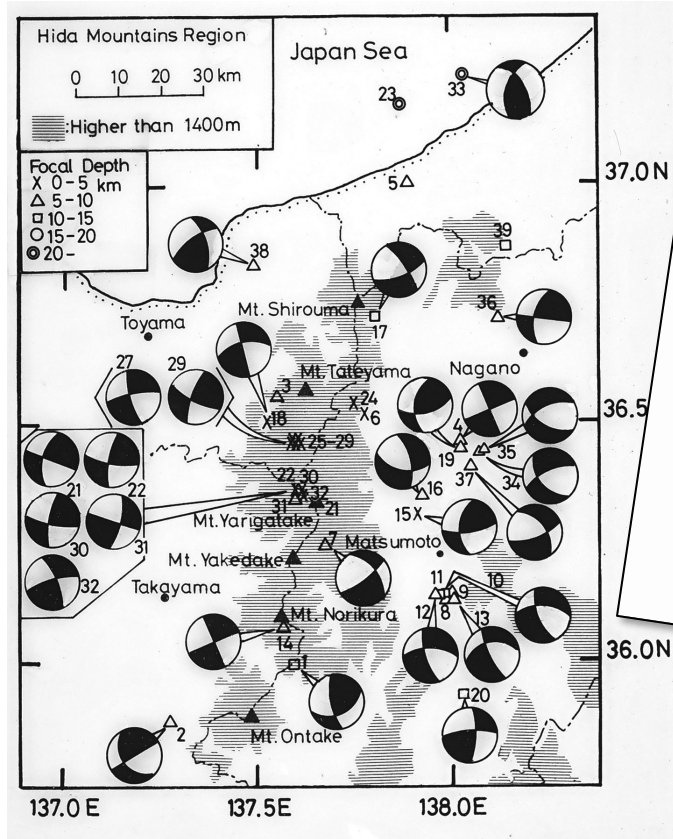 Hida Mountains Region
0 10 20 30 km
:Higher than 1400m
Japan Sea
33
23
Focal Depth
X 0-5 km
△ 5-10
□ 10-15
○ 15-20
◎ 20-
37.0N
5
39
38
Mt. Shirouma
17
36
Toyama
Nagano
27
29
Mt. Tateyama
3
24
6
18
36.5
4
25-29
19
35
34
37
16
22
30
32
31
21
15
21
22
Mt. Yarigatake
30
31
7
Matsumoto
Mt. Yakedake
32
Takayama
11
10
9
12
8
13
Mt. Norikura
14
1
36.0N
20
2
Mt. Ontake
137.0 E
137.5E
138.0 E